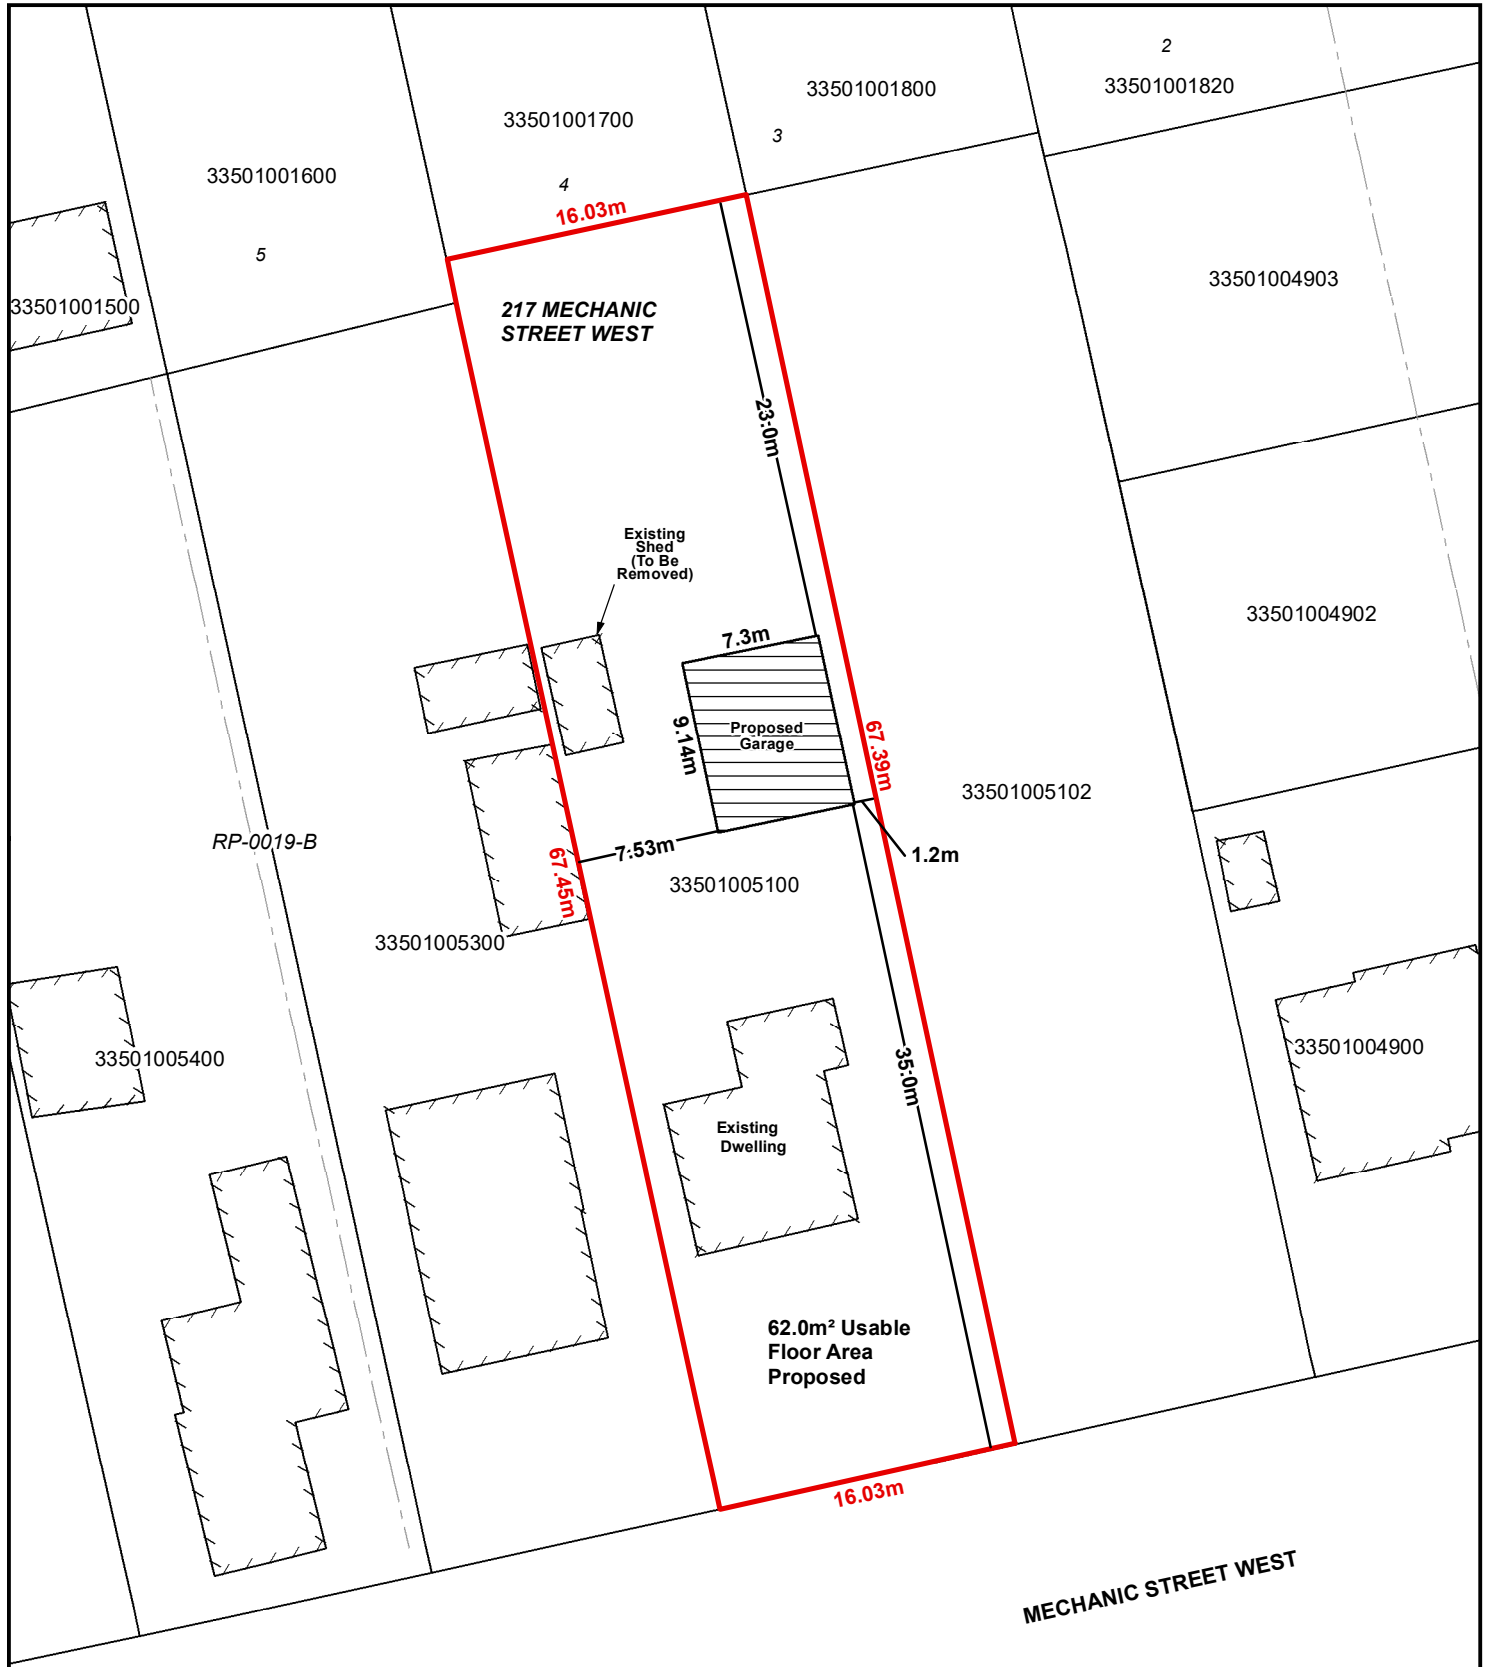 2
33501001820
33501001800
3
33501001700
4
16.03m
33501001600
5
33501001500
217 MECHANIC
STREET WEST
33501004903
23.0m
Existing
Shed
(To Be
Removed)
33501004902
7.3m
9.14m
Proposed
Garage
67.39m
33501005102
RP-0019-B
7.53m
1.2m
67.45m
33501005100
33501005300
33501005400
35.0m
33501004900
Existing
Dwelling
62.0m² Usable
Floor Area
Proposed
16.03m
MECHANIC STREET WEST